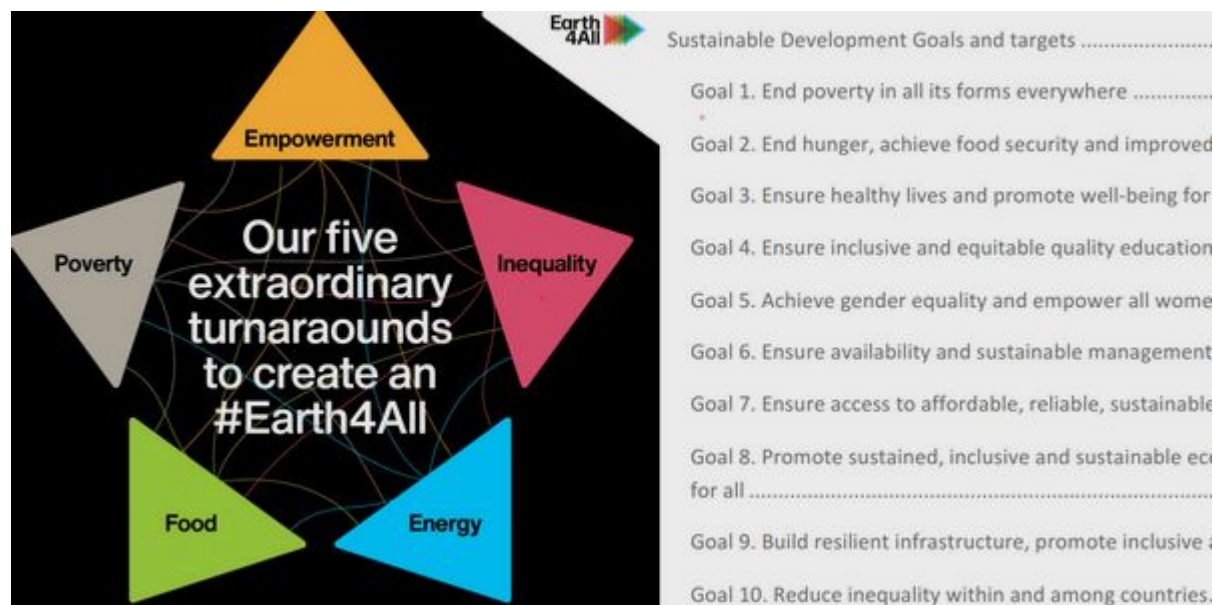 Empowerment
Poverty
Inequality
Our five
extraordinary
turnaraounds
to create an
#Earth4All
Food
Energy
Earth
4All
Sustainable Development Goals and targets ........................
Goal 1. End poverty in all its forms everywhere ...............
Goal 2. End hunger, achieve food security and improved
Goal 3. Ensure healthy lives and promote well-being for
Goal 4. Ensure inclusive and equitable quality education
Goal 5. Achieve gender equality and empower all wome
Goal 6. Ensure availability and sustainable management
Goal 7. Ensure access to affordable, reliable, sustainable
Goal 8. Promote sustained, inclusive and sustainable eco
for all ................................................................................
Goal 9. Build resilient infrastructure, promote inclusive a
Goal 10. Reduce inequality within and among countries.